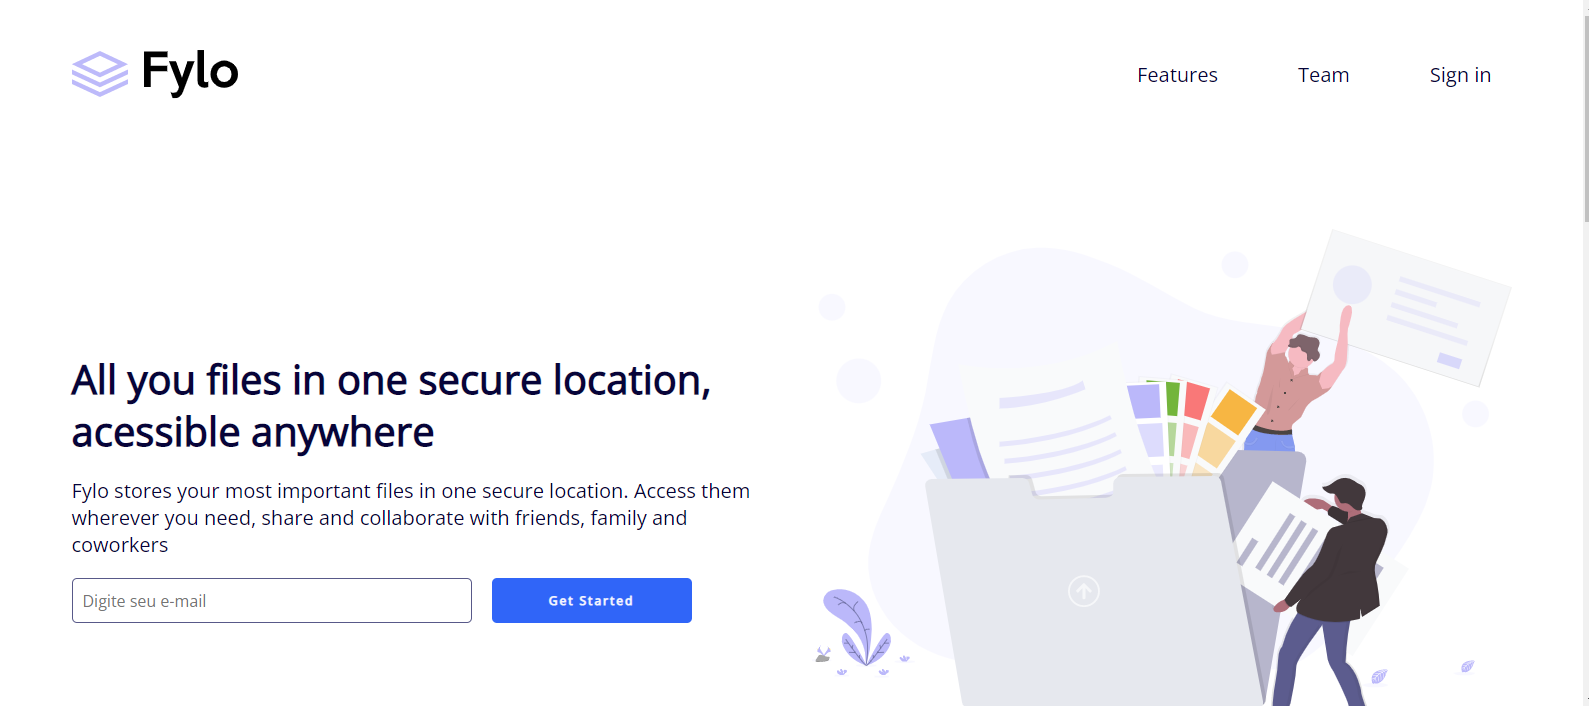 Fylo
Features
Team
Sign in
All you files in one secure location,
acessible anywhere
Fylo stores your most important files in one secure location. Access them
wherever you need, share and collaborate with friends, family and
coworkers
Digite seu e-mail
Get Started